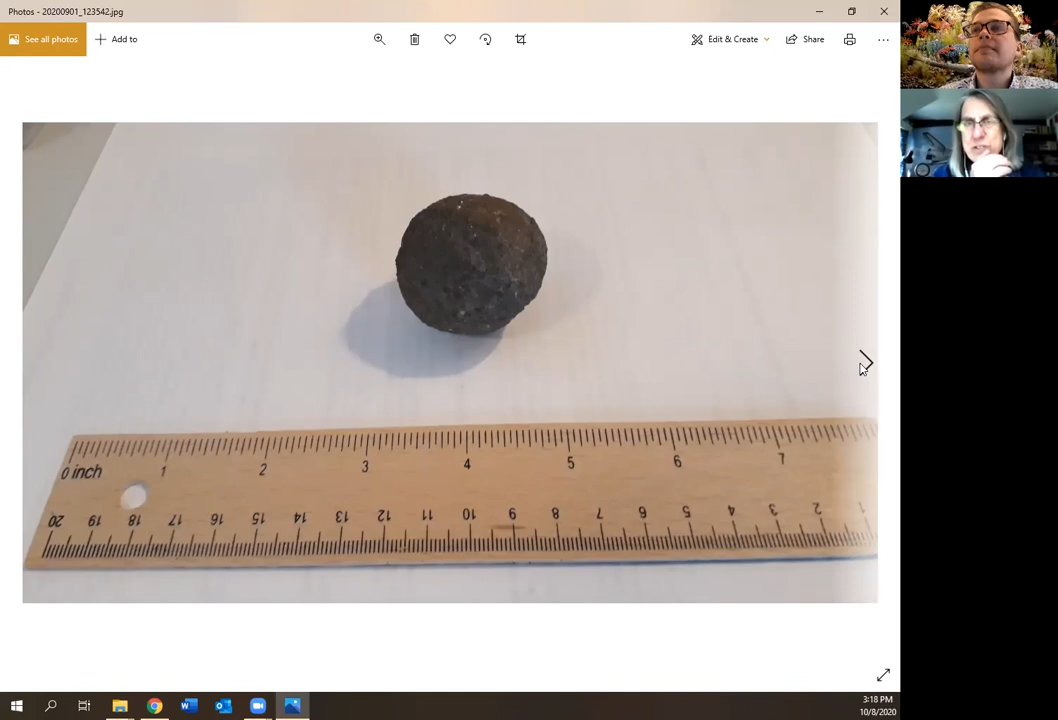 Photos - 20200901_123542.jpg
See all photos
Add to
Edit & Create
Share
0 inch 1 2 3 4 5 6 7
20 19 18 17 16 15 14 13 12 11 10 9 8 7 6 5 4 3 2 1
3:18 PM
10/8/2020